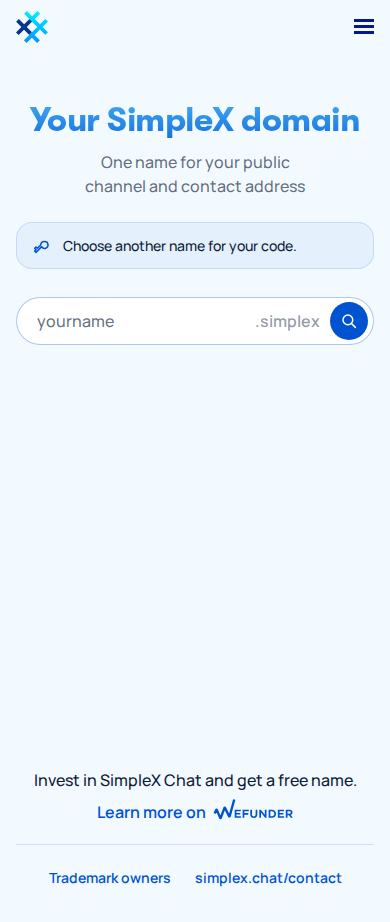 Your SimpleX domain
One name for your public
channel and contact address
Choose another name for your code.
yourname .simplex
Invest in SimpleX Chat and get a free name.
Learn more on WEFUNDER
Trademark owners simplex.chat/contact